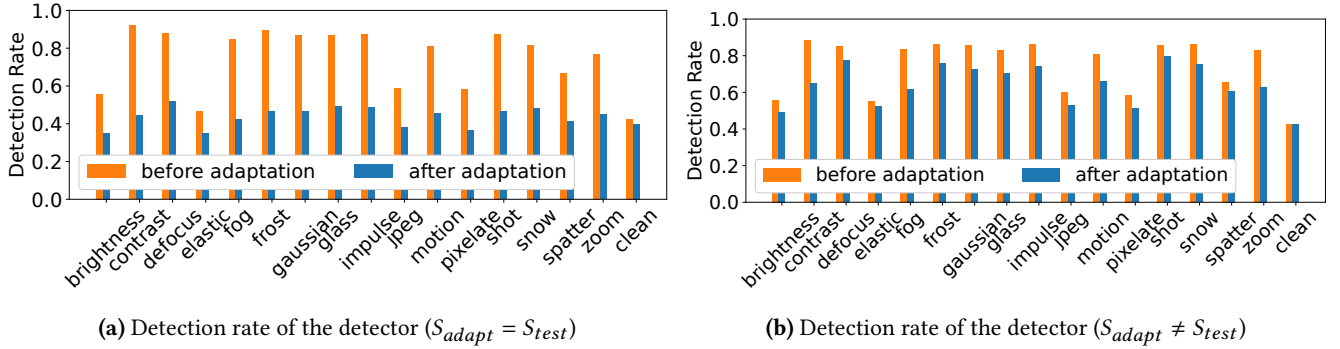 1.0
0.8
0.6
0.4
0.2
0.0
Detection Rate
before adaptation
after adaptation
brightness
contrast
defocus
elastic
fog
frost
gaussian
glass
impulse
jpeg
motion
pixelate
shot
snow
spatter
zoom
clean
(a) Detection rate of the detector (S_adapt = S_test)
1.0
0.8
0.6
0.4
0.2
0.0
Detection Rate
before adaptation
after adaptation
brightness
contrast
defocus
elastic
fog
frost
gaussian
glass
impulse
jpeg
motion
pixelate
shot
snow
spatter
zoom
clean
(b) Detection rate of the detector (S_adapt ≠ S_test)